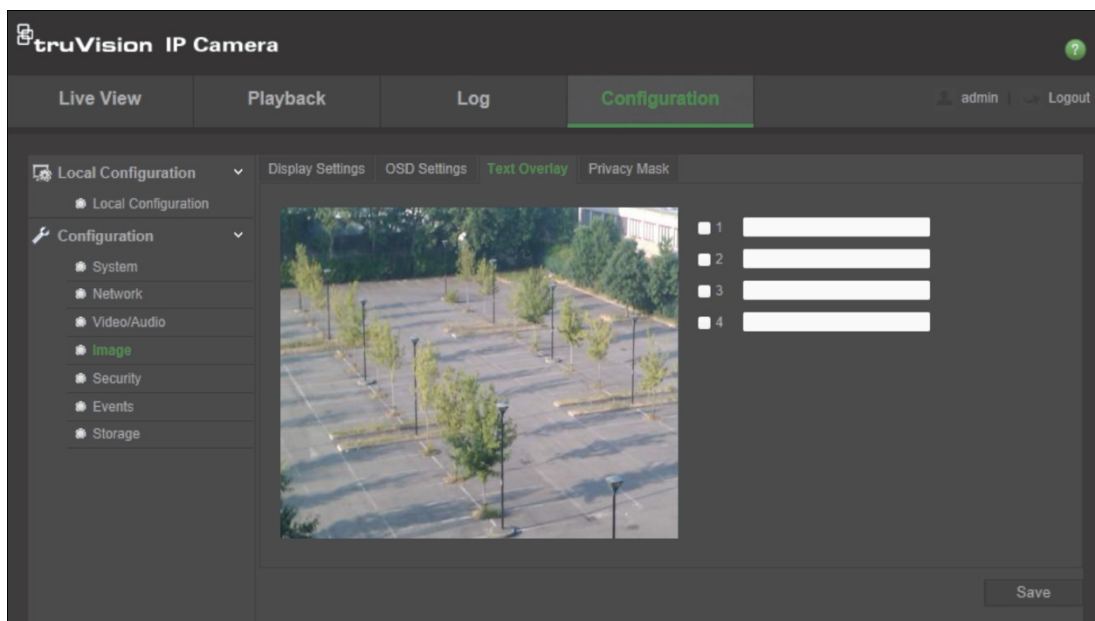 truVision IP Camera
?
Live View
Playback
Log
Configuration
admin | Logout
Local Configuration
Local Configuration
Configuration
System
Network
Video/Audio
Image
Security
Events
Storage
Display Settings
OSD Settings
Text Overlay
Privacy Mask
1
2
3
4
Save